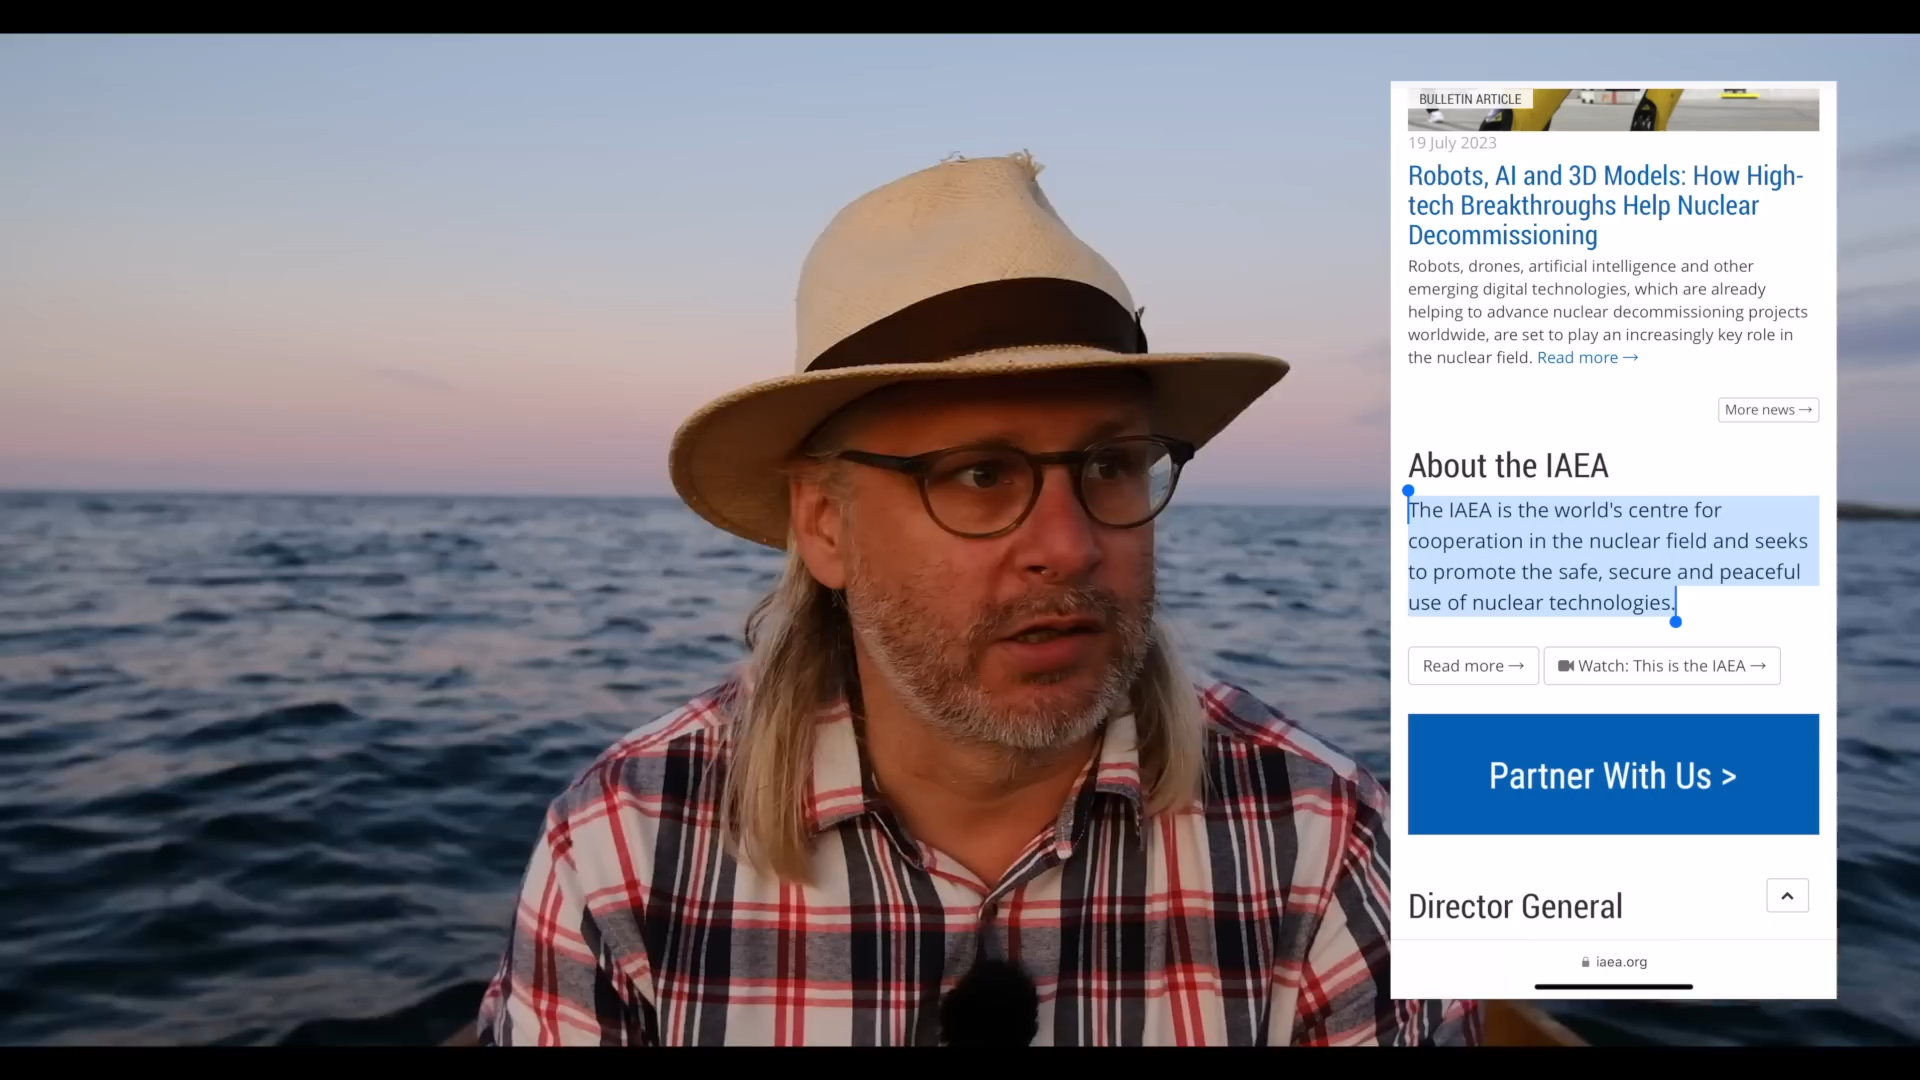 BULLETIN ARTICLE
19 July 2023
Robots, AI and 3D Models: How High-
tech Breakthroughs Help Nuclear
Decommissioning
Robots, drones, artificial intelligence and other
emerging digital technologies, which are already
helping to advance nuclear decommissioning projects
worldwide, are set to play an increasingly key role in
the nuclear field. Read more →
More news →
About the IAEA
The IAEA is the world's centre for
cooperation in the nuclear field and seeks
to promote the safe, secure and peaceful
use of nuclear technologies.
Read more → Watch: This is the IAEA →
Partner With Us >
Director General
iaea.org